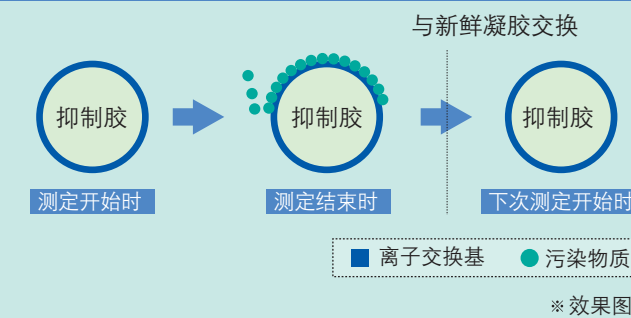 与新鲜凝胶交换
抑制胶
抑制胶
抑制胶
测定开始时
测定结束时
下次测定开始时
离子交换基
污染物质
※效果图